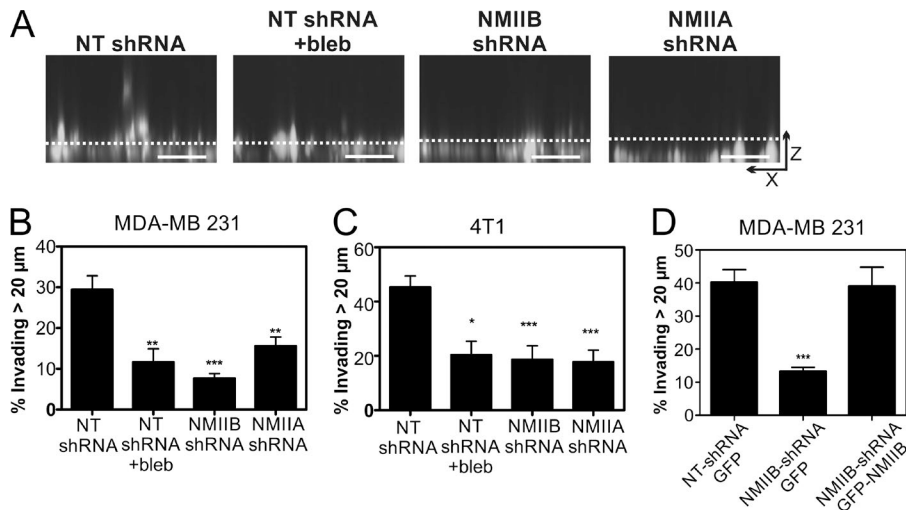 A
NT shRNA
NT shRNA
+bleb
NMIIB
shRNA
NMIIA
shRNA
Z
X
B
MDA-MB 231
% Invading > 20 µm
40
30
20
10
0
NT
shRNA
NT
shRNA
+bleb
NMIIB
shRNA
NMIIA
shRNA
**
***
**
C
4T1
% Invading > 20 µm
60
40
20
0
NT
shRNA
NT
shRNA
+bleb
NMIIB
shRNA
NMIIA
shRNA
*
***
***
D
MDA-MB 231
% Invading > 20 µm
50
40
30
20
10
0
***
NT-shRNA
GFP
NMIIB-shRNA
GFP
NMIIB-shRNA
GFP-NMIIB